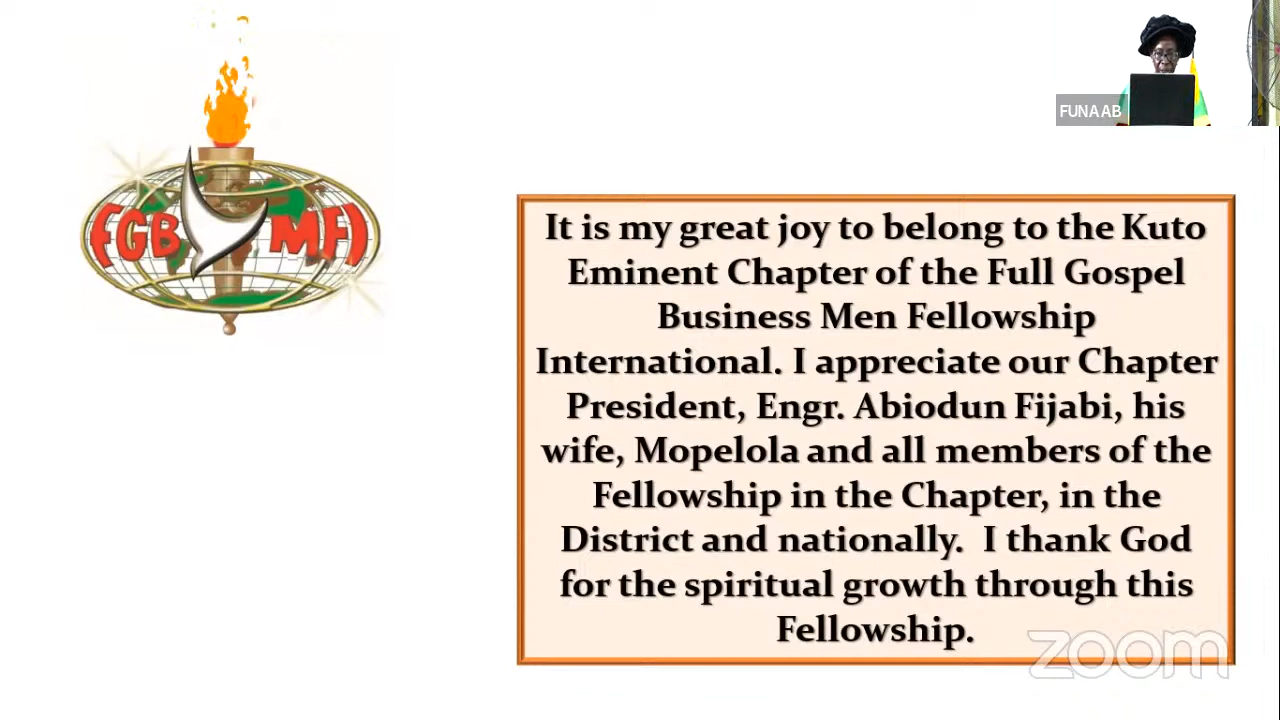 FGB MFI
FUNAAB
It is my great joy to belong to the Kuto
Eminent Chapter of the Full Gospel
Business Men Fellowship
International. I appreciate our Chapter
President, Engr. Abiodun Fijabi, his
wife, Mopelola and all members of the
Fellowship in the Chapter, in the
District and nationally.  I thank God
for the spiritual growth through this
Fellowship.
zoom